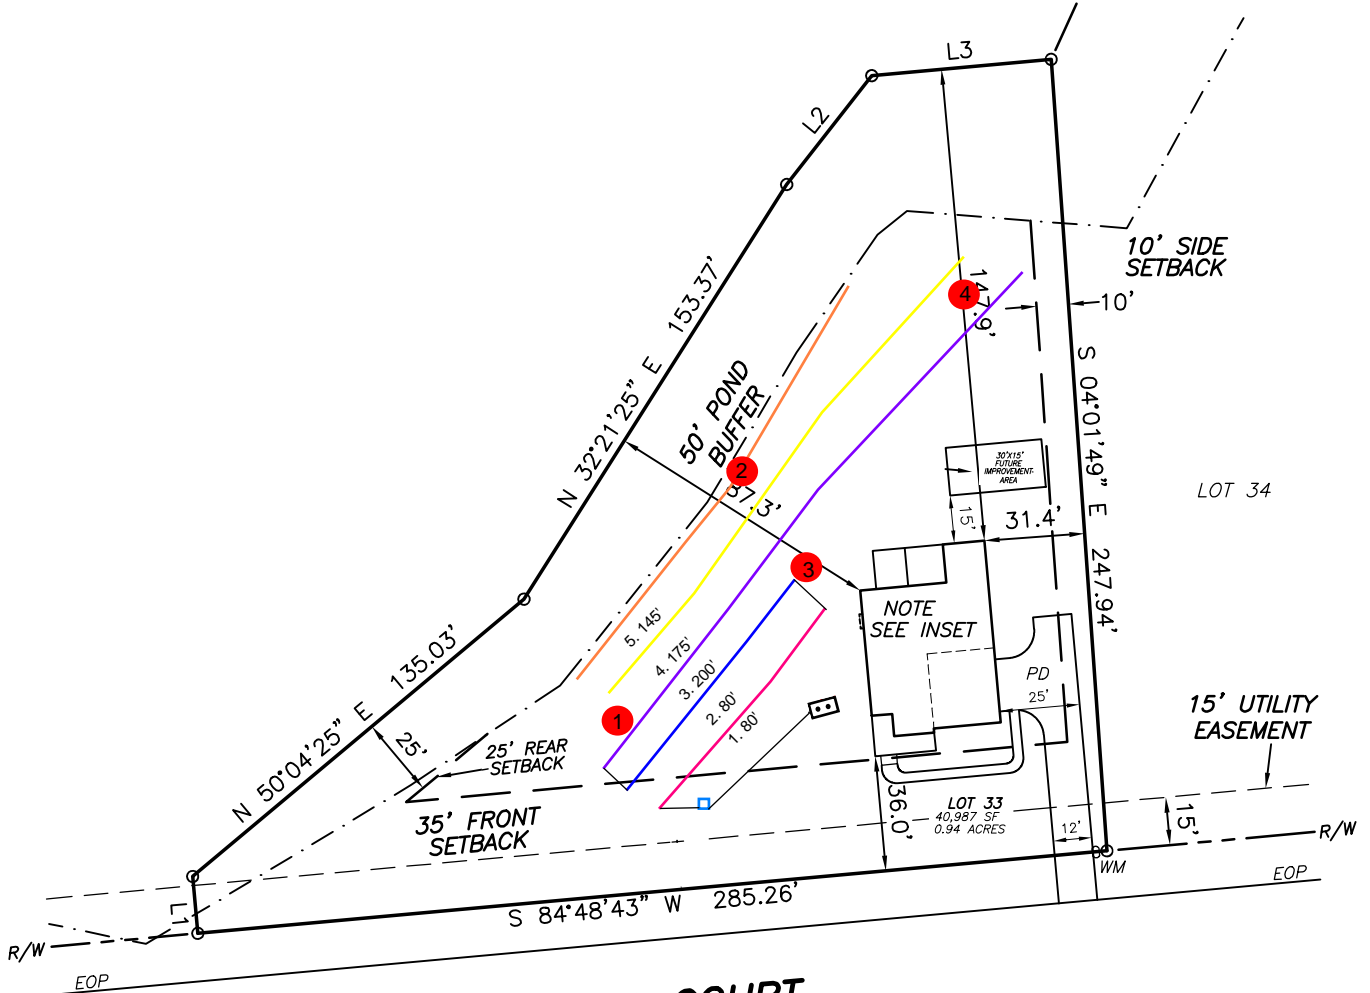 L3
L2
10' SIDE
SETBACK
10'
147.9'
4
N 32°21'25" E 153.37'
50' POND
BUFFER
2
87.3'
3
S 04°01'49" E 247.94'
30'X15'
FUTURE
IMPROVEMENT
AREA
15'
31.4'
LOT 34
NOTE
SEE INSET
5. 145'
4. 175'
3. 200'
2. 80'
1. 80'
1
PD
25'
15' UTILITY
EASEMENT
N 50°04'25" E 135.03'
25'
25' REAR
SETBACK
35' FRONT
SETBACK
36.0'
LOT 33
40,987 SF
0.94 ACRES
12'
15'
R/W
WM
EOP
L1
S 84°48'43" W 285.26'
R/W
EOP
COURT